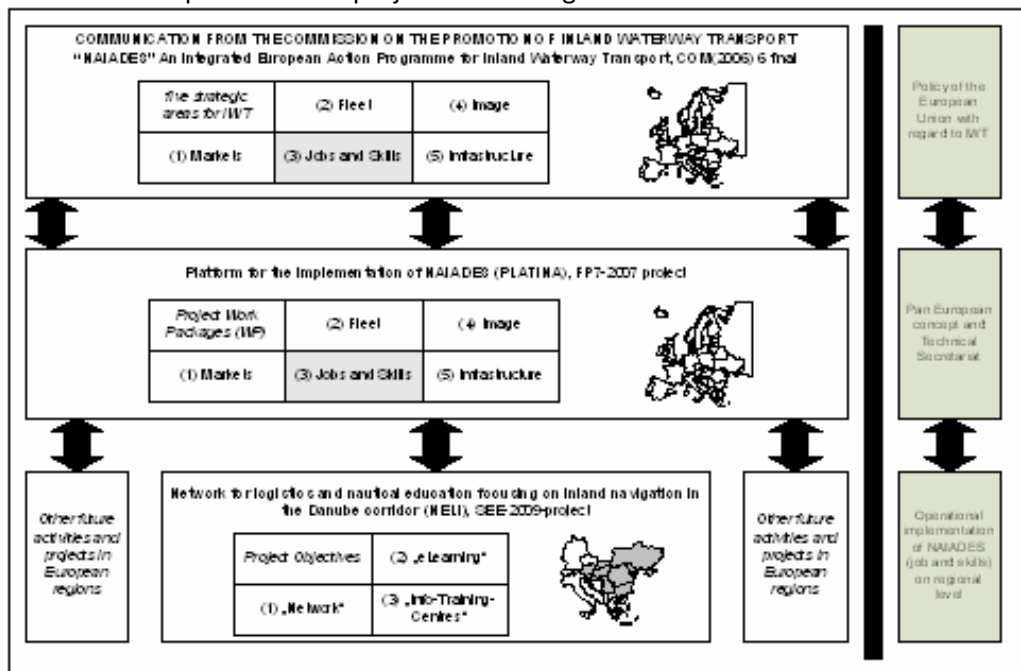 COMMUNICATION FROM THE COMMISSION ON THE PROMOTION OF INLAND WATERWAY TRANSPORT
"NAIADES" An Integrated European Action Programme for Inland Waterway Transport, COM(2006) 6 final
five strategic
areas for IWT
(2) Fleet
(4) Image
(1) Markets
(3) Jobs and Skills
(5) Infrastructure
Policy of the
European
Union with
regard to IWT
Platform for the Implementation of NAIADES (PLATINA), FP7-2007 project
Project Work
Packages (WP)
(2) Fleet
(4) Image
(1) Markets
(3) Jobs and Skills
(5) Infrastructure
Pan European
concept and
Technical
Secretariat
Other future
activities and
projects in
European
regions
Network for logistics and nautical education focusing on inland navigation in
the Danube corridor (NELI), SEE-2009-project
Project Objectives
(2) „eLearning“
(1) „Network“
(3) „Info-Training-
Centres“
Other future
activities and
projects in
European
regions
Operational
implementation
of NAIADES
(job and skills)
on regional
level